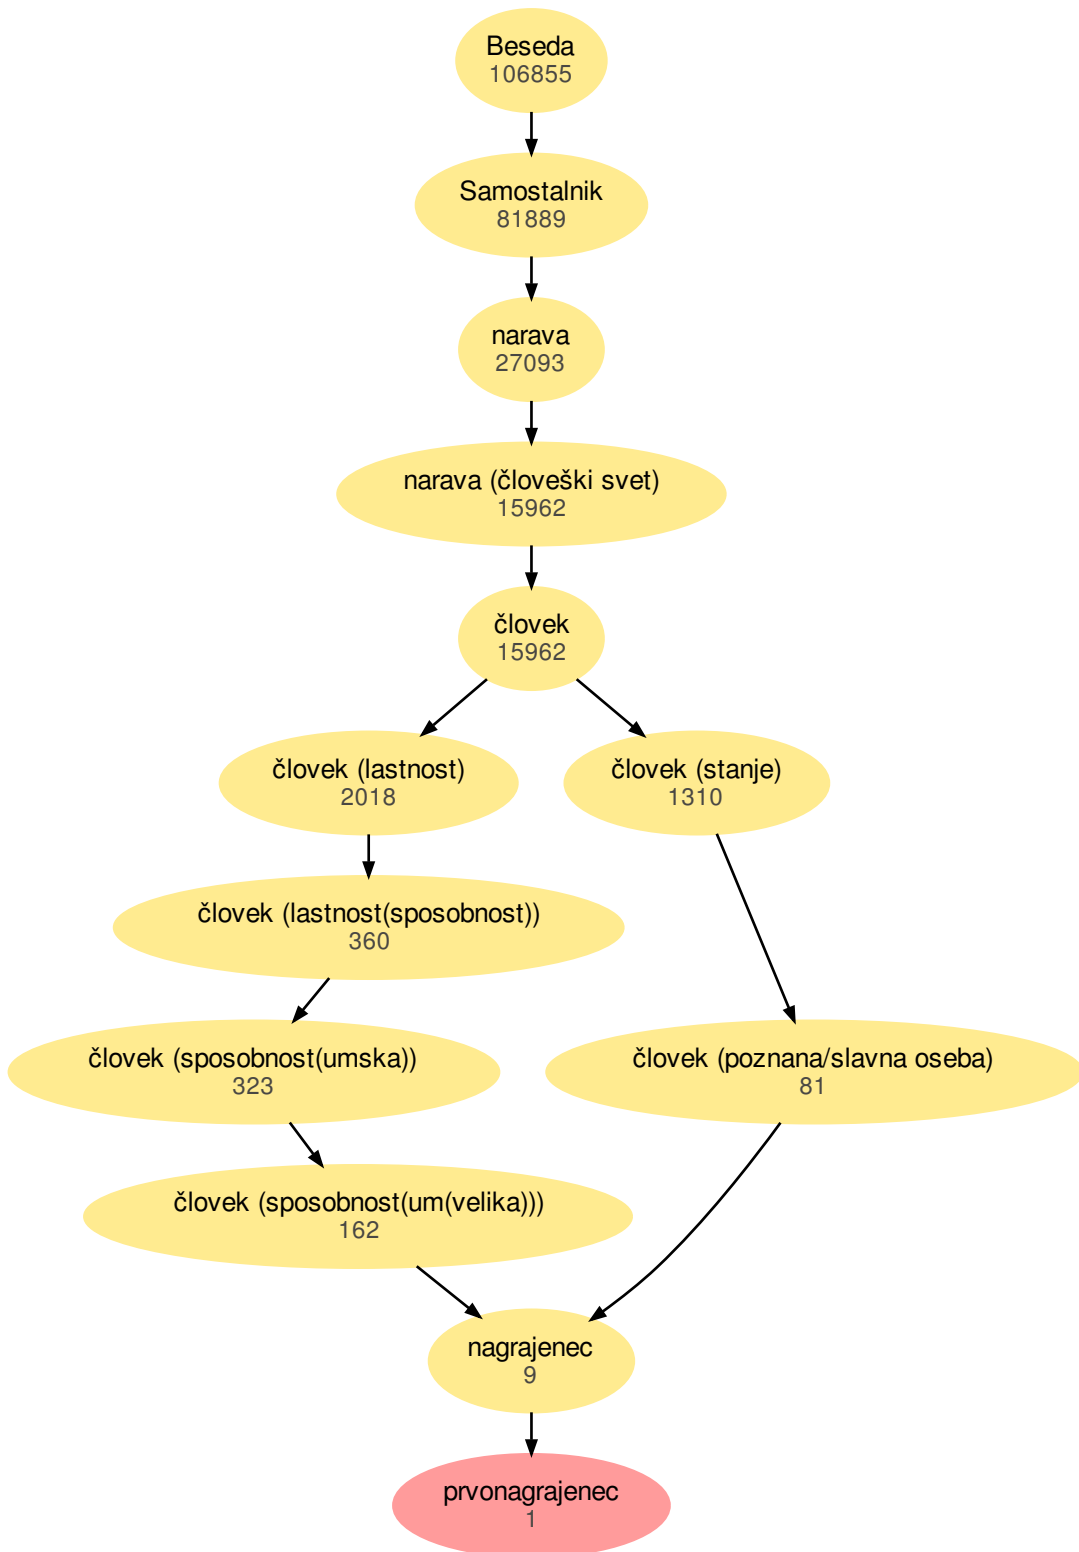 Beseda
106855
Samostalnik
81889
narava
27093
narava (človeški svet)
15962
človek
15962
človek (lastnost)
2018
človek (stanje)
1310
človek (lastnost(sposobnost))
360
človek (sposobnost(umska))
323
človek (poznana/slavna oseba)
81
človek (sposobnost(um(velika)))
162
nagrajenec
9
prvonagrajenec
1